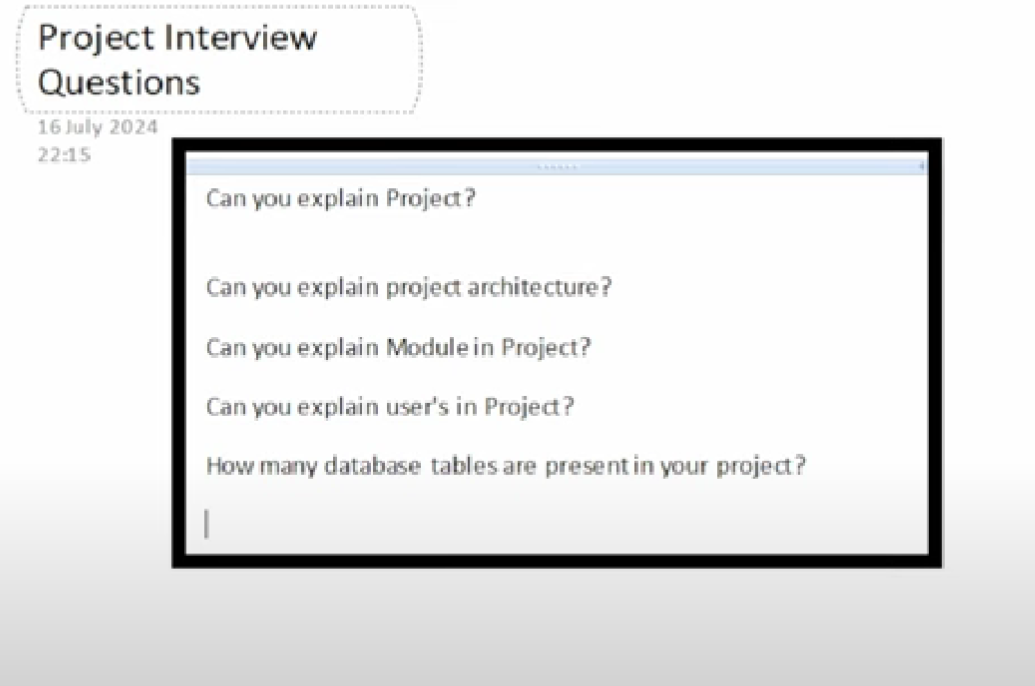 Project Interview
Questions
16 July 2024
22:15
Can you explain Project?
Can you explain project architecture?
Can you explain Module in Project?
Can you explain user's in Project?
How many database tables are present in your project?